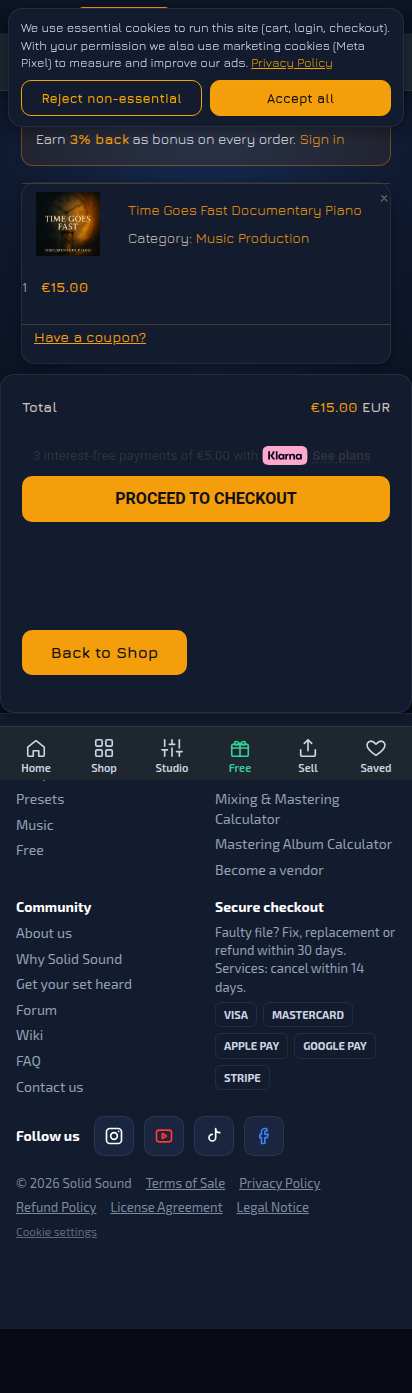 We use essential cookies to run this site (cart, login, checkout).
With your permission we also use marketing cookies (Meta
Pixel) to measure and improve our ads. Privacy Policy
Reject non-essential
Accept all
Earn 3% back as bonus on every order. Sign in
TIME GOES
FAST
DOCUMENTARY PIANO
Time Goes Fast Documentary Piano
×
Category: Music Production
1 €15.00
Have a coupon?
Total €15.00 EUR
3 interest-free payments of €5.00 with Klarna See plans
PROCEED TO CHECKOUT
Back to Shop
Home Shop Studio Free Sell Saved
Presets
Music
Free
Mixing & Mastering
Calculator
Mastering Album Calculator
Become a vendor
Community
About us
Why Solid Sound
Get your set heard
Forum
Wiki
FAQ
Contact us
Secure checkout
Faulty file? Fix, replacement or
refund within 30 days.
Services: cancel within 14
days.
VISA MASTERCARD
APPLE PAY GOOGLE PAY
STRIPE
Follow us
© 2026 Solid Sound Terms of Sale Privacy Policy
Refund Policy License Agreement Legal Notice
Cookie settings